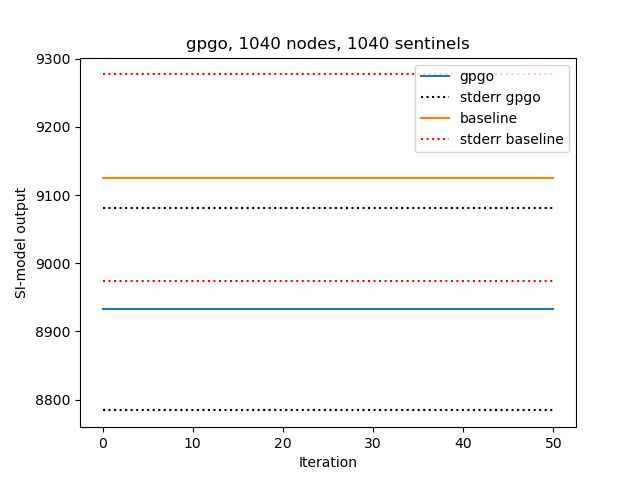 gpgo, 1040 nodes, 1040 sentinels
9300
9200
9100
9000
8900
8800
SI-model output
gpgo
stderr gpgo
baseline
stderr baseline
0 10 20 30 40 50
Iteration